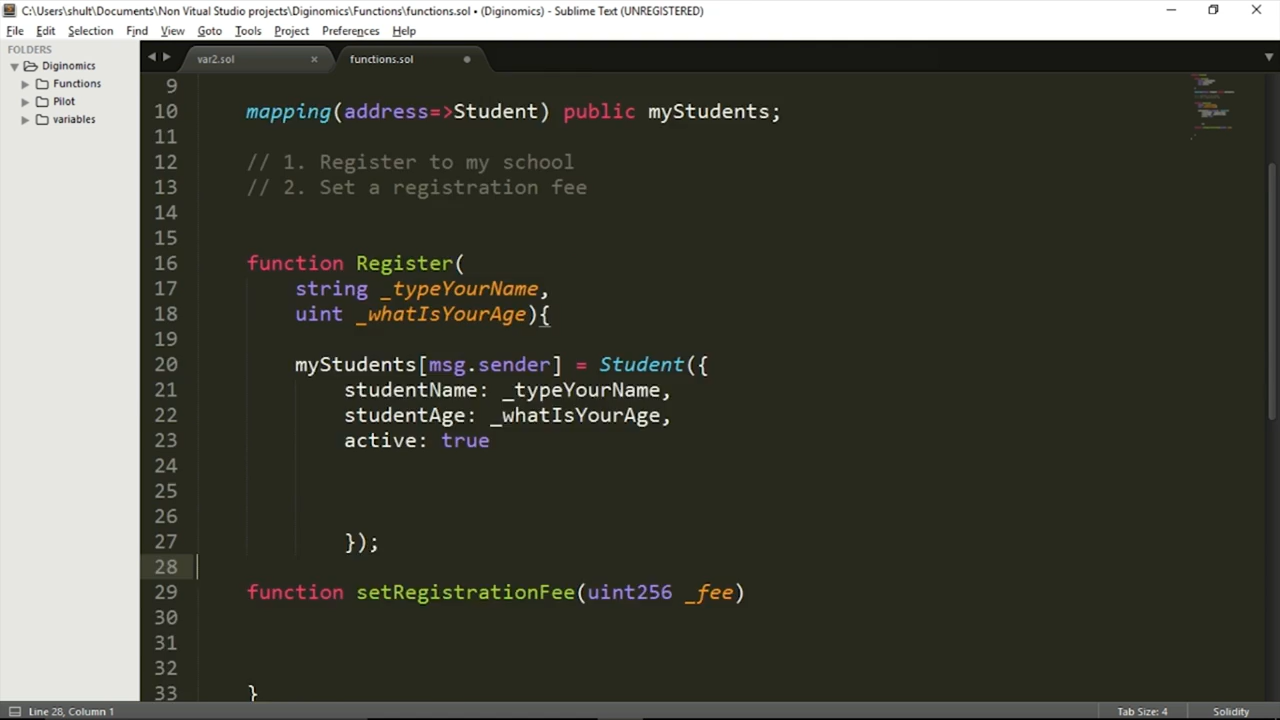 C:\Users\shult\Documents\Non Vitual Studio projects\Diginomics\Functions\functions.sol • (Diginomics) - Sublime Text (UNREGISTERED)
File Edit Selection Find View Goto Tools Project Preferences Help
FOLDERS
Diginomics
Functions
Pilot
variables
var2.sol × functions.sol
9
10 mapping(address=>Student) public myStudents;
11
12 // 1. Register to my school
13 // 2. Set a registration fee
14
15
16 function Register(
17 string _typeYourName,
18 uint _whatIsYourAge){
19
20 myStudents[msg.sender] = Student({
21 studentName: _typeYourName,
22 studentAge: _whatIsYourAge,
23 active: true
24
25
26
27 });
28
29 function setRegistrationFee(uint256 _fee)
30
31
32
33 }
Line 28, Column 1 Tab Size: 4 Solidity